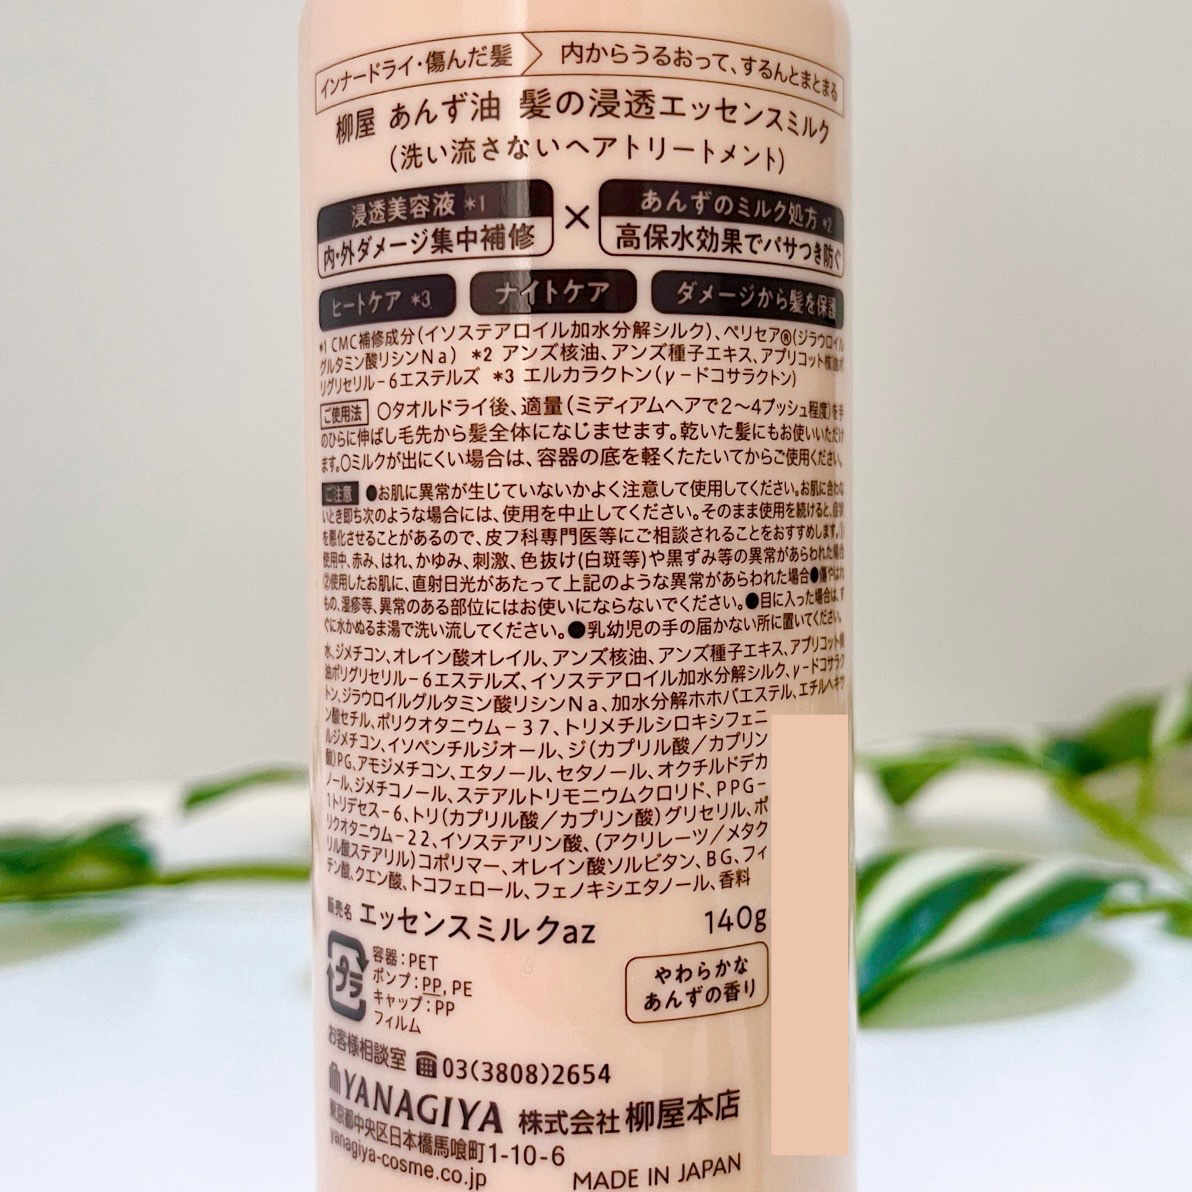 インナードライ・傷んだ髪 内からうるおって、するんとまとまる
柳屋 あんず油 髪の浸透エッセンスミルク
(洗い流さないヘアトリートメント)
浸透美容液 *1 × あんずのミルク処方 *2
内・外ダメージ集中補修 高保水効果でパサつき防ぐ
ヒートケア *3 ナイトケア ダメージから髪を保護
*1 CMC補修成分(イソステアロイル加水分解シルク)、ペリセア®(ジラウロイル
グルタミン酸リシンNa) *2 アンズ核油、アンズ種子エキス、アプリコット核油ポ
リグリセリル-6エステルズ *3 エルカラクトン(γ-ドコサラクトン)
ご使用法 〇タオルドライ後、適量(ミディアムヘアで2〜4プッシュ程度)を手
のひらに伸ばし毛先から髪全体になじませます。乾いた髪にもお使いいただけ
ます。〇ミルクが出にくい場合は、容器の底を軽くたたいてからご使用ください。
ご注意 ●お肌に異常が生じていないかよく注意して使用してください。お肌に合わな
いとき即ち次のような場合には、使用を中止してください。そのまま使用を続けると、症状
を悪化させることがあるので、皮フ科専門医等にご相談されることをおすすめします。①
使用中、赤み、はれ、かゆみ、刺激、色抜け(白斑等)や黒ずみ等の異常があらわれた場合
②使用したお肌に、直射日光があたって上記のような異常があらわれた場合●傷やはれ
もの、湿疹等、異常のある部位にはお使いにならないでください。●目に入った場合は、す
ぐに水かぬるま湯で洗い流してください。●乳幼児の手の届かない所に置いてください。
水、ジメチコン、オレイン酸オレイル、アンズ核油、アンズ種子エキス、アプリコット核
油ポリグリセリル-6エステルズ、イソステアロイル加水分解シルク、γ-ドコサラク
トン、ジラウロイルグルタミン酸リシンNa、加水分解ホホバエステル、エチルヘキサ
ン酸セチル、ポリクオタニウム-37、トリメチルシロキシフェニ
ルジメチコン、イソペンチルジオール、ジ(カプリル酸/カプリン
酸)PG、アモジメチコン、エタノール、セタノール、オクチルドデカ
ノール、ジメチコノール、ステアルトリモニウムクロリド、PPG-
1トリデセス-6、トリ(カプリル酸/カプリン酸)グリセリル、ポ
リクオタニウム-22、イソステアリン酸、(アクリレーツ/メタク
リル酸ステアリル)コポリマー、オレイン酸ソルビタン、BG、フィ
チン酸、クエン酸、トコフェロール、フェノキシエタノール、香料
販売名 エッセンスミルクaz 140g
プラ
容器:PET
ポンプ:PP, PE
キャップ:PP
フィルム
やわらかな
あんずの香り
お客様相談室 03(3808)2654
YANAGIYA 株式会社 柳屋本店
東京都中央区日本橋馬喰町1-10-6
yanagiya-cosme.co.jp MADE IN JAPAN